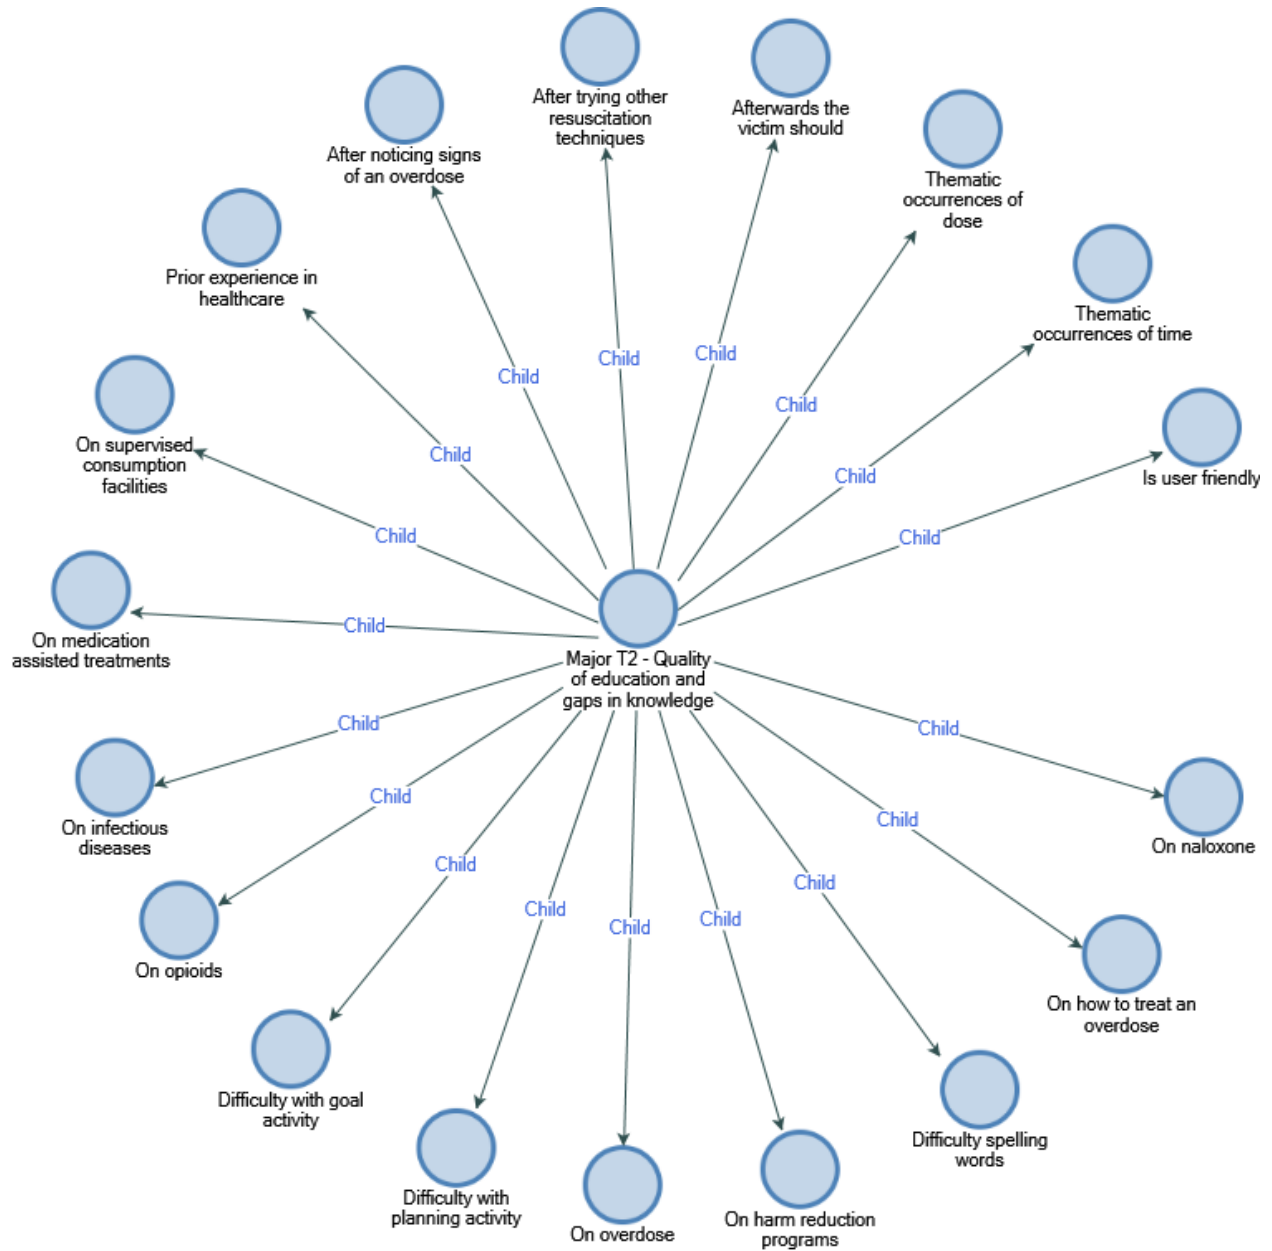 After trying other
resuscitation
techniques
Afterwards the
victim should
After noticing signs
of an overdose
Thematic
occurrences of
dose
Prior experience in
healthcare
Thematic
occurrences of time
Child
Child
Child
Child
On supervised
consumption
facilities
Child
Child
Is user friendly
Child
Child
On medication
assisted treatments
Child
Major T2 - Quality
of education and
gaps in knowledge
Child
Child
Child
Child
On infectious
diseases
On naloxone
Child
Child
Child
Child
Child
On opioids
On how to treat an
overdose
Difficulty with goal
activity
Difficulty spelling
words
Difficulty with
planning activity
On overdose
On harm reduction
programs